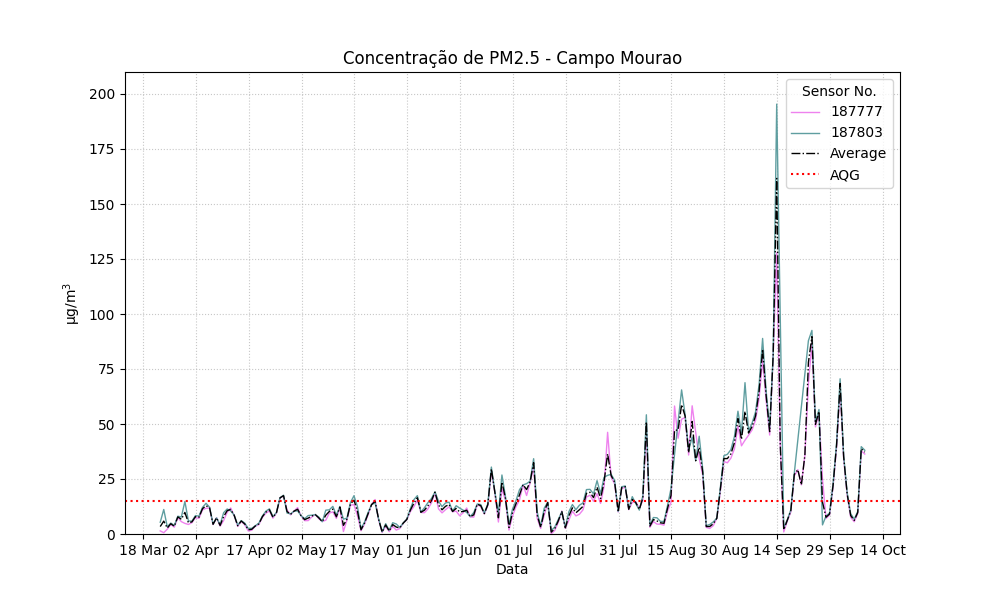 Concentração de PM2.5 - Campo Mourao
Sensor No.
187777
187803
Average
AQG
200
175
150
125
100
75
50
25
0
µg/m³
18 Mar 02 Apr 17 Apr 02 May 17 May 01 Jun 16 Jun 01 Jul 16 Jul 31 Jul 15 Aug 30 Aug 14 Sep 29 Sep 14 Oct
Data